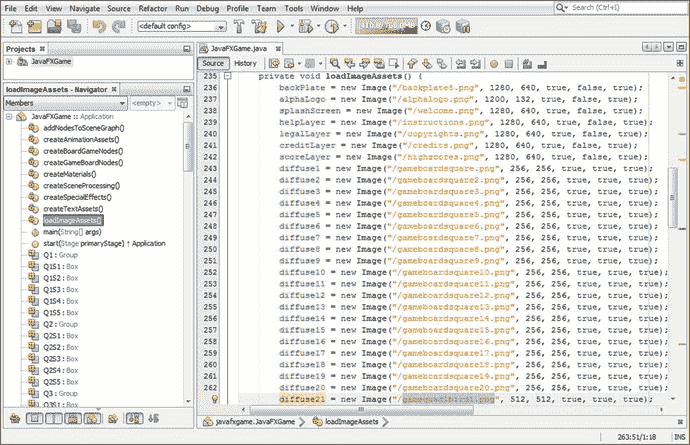 File Edit View Navigate Source Refactor Run Debug Profile Team Tools Window Help
Search (Ctrl+I)
<default config>
Projects
JavaFXGame
loadImageAssets() - Navigator
Members
<empty>
JavaFXGame :: Application
addNodesToSceneGraph()
createAnimationAssets()
createBoardGameNodes()
createGameBoardNodes()
createMaterials()
createSceneProcessing()
createSpecialEffects()
createTextAssets()
loadImageAssets()
main(String[] args)
start(Stage primaryStage) ↑ Application
Q1 : Group
Q1S1 : Box
Q1S2 : Box
Q1S3 : Box
Q1S4 : Box
Q1S5 : Box
Q2 : Group
Q2S1 : Box
Q2S2 : Box
Q2S3 : Box
Q2S4 : Box
Q2S5 : Box
Q3 : Group
Q3S1 : Box
JavaFXGame.java
Source History
235 private void loadImageAssets() {
236 backPlate = new Image("/backplate8.png", 1280, 640, true, false, true);
237 alphaLogo = new Image("/alphalogo.png", 1200, 132, true, false, true);
238 splashScreen = new Image("/welcome.png", 1280, 640, true, false, true);
239 helpLayer = new Image("/instructions.png", 1280, 640, true, false, true);
240 legalLayer = new Image("/copyrights.png", 1280, 640, true, false, true);
241 creditLayer = new Image("/credits.png", 1280, 640, true, false, true);
242 scoreLayer = new Image("/highscores.png", 1280, 640, true, false, true);
243 diffuse1 = new Image("/gameboardsquare.png", 256, 256, true, true, true);
244 diffuse2 = new Image("/gameboardsquare2.png", 256, 256, true, true, true);
245 diffuse3 = new Image("/gameboardsquare3.png", 256, 256, true, true, true);
246 diffuse4 = new Image("/gameboardsquare4.png", 256, 256, true, true, true);
247 diffuse5 = new Image("/gameboardsquare5.png", 256, 256, true, true, true);
248 diffuse6 = new Image("/gameboardsquare6.png", 256, 256, true, true, true);
249 diffuse7 = new Image("/gameboardsquare7.png", 256, 256, true, true, true);
250 diffuse8 = new Image("/gameboardsquare8.png", 256, 256, true, true, true);
251 diffuse9 = new Image("/gameboardsquare9.png", 256, 256, true, true, true);
252 diffuse10 = new Image("/gameboardsquare10.png", 256, 256, true, true, true);
253 diffuse11 = new Image("/gameboardsquare11.png", 256, 256, true, true, true);
254 diffuse12 = new Image("/gameboardsquare12.png", 256, 256, true, true, true);
255 diffuse13 = new Image("/gameboardsquare13.png", 256, 256, true, true, true);
256 diffuse14 = new Image("/gameboardsquare14.png", 256, 256, true, true, true);
257 diffuse15 = new Image("/gameboardsquare15.png", 256, 256, true, true, true);
258 diffuse16 = new Image("/gameboardsquare16.png", 256, 256, true, true, true);
259 diffuse17 = new Image("/gameboardsquare17.png", 256, 256, true, true, true);
260 diffuse18 = new Image("/gameboardsquare18.png", 256, 256, true, true, true);
261 diffuse19 = new Image("/gameboardsquare19.png", 256, 256, true, true, true);
262 diffuse20 = new Image("/gameboardsquare20.png", 256, 256, true, true, true);
diffuse21 = new Image("/gamequad1bird1.png", 512, 512, true, true, true);
javafxgame.JavaFXGame
loadImageAssets
263:51/1:18 INS